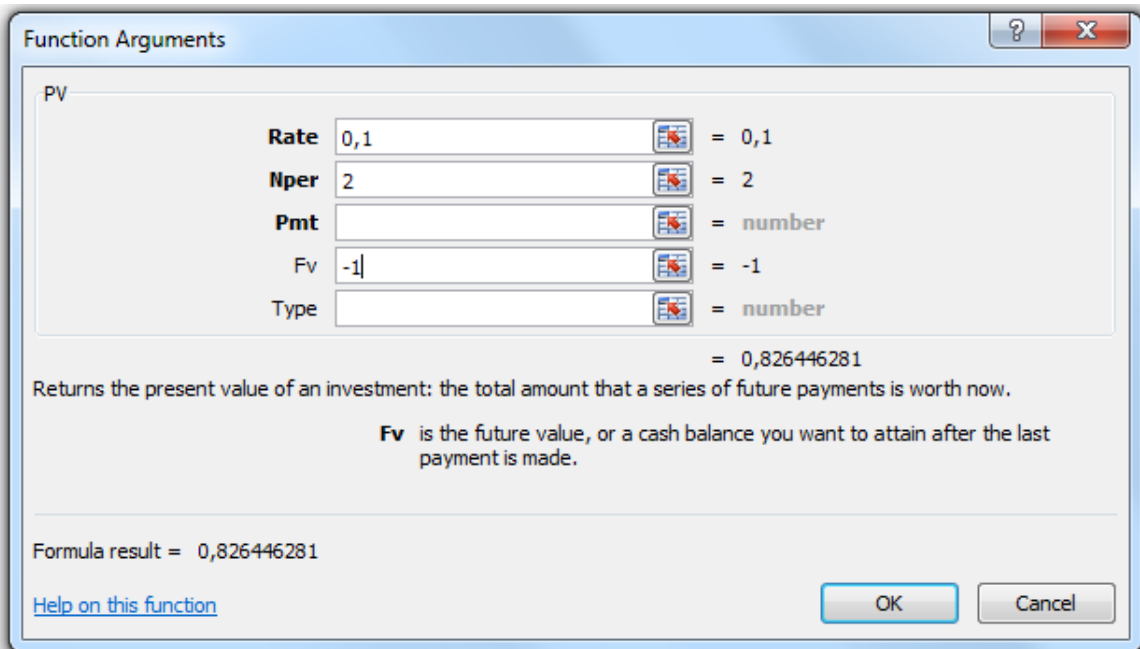 Function Arguments
?
X
PV
Rate 0,1 = 0,1
Nper 2 = 2
Pmt = number
Fv -1 = -1
Type = number
= 0,826446281
Returns the present value of an investment: the total amount that a series of future payments is worth now.
Fv is the future value, or a cash balance you want to attain after the last
payment is made.
Formula result = 0,826446281
Help on this function
OK Cancel